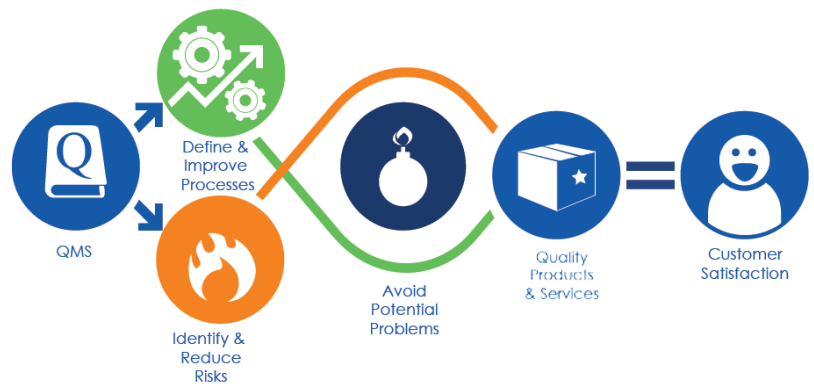 Q
QMS
Define &
Improve
Processes
Identify &
Reduce
Risks
Avoid
Potential
Problems
Quality
Products
& Services
Customer
Satisfaction